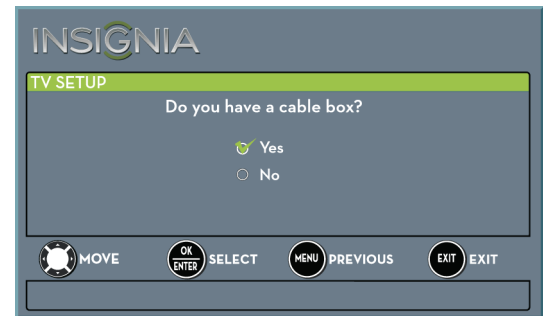 INSIGNIA
TV SETUP
Do you have a cable box?
Yes
No
MOVE OK ENTER SELECT MENU PREVIOUS EXIT EXIT